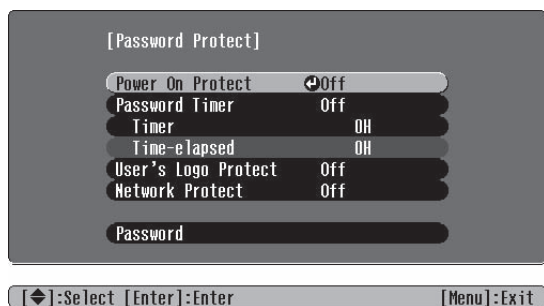 [Password Protect]
Power On Protect Off
Password Timer Off
Timer 0H
Time-elapsed 0H
User's Logo Protect Off
Network Protect Off
Password
[◆]:Select [Enter]:Enter [Menu]:Exit